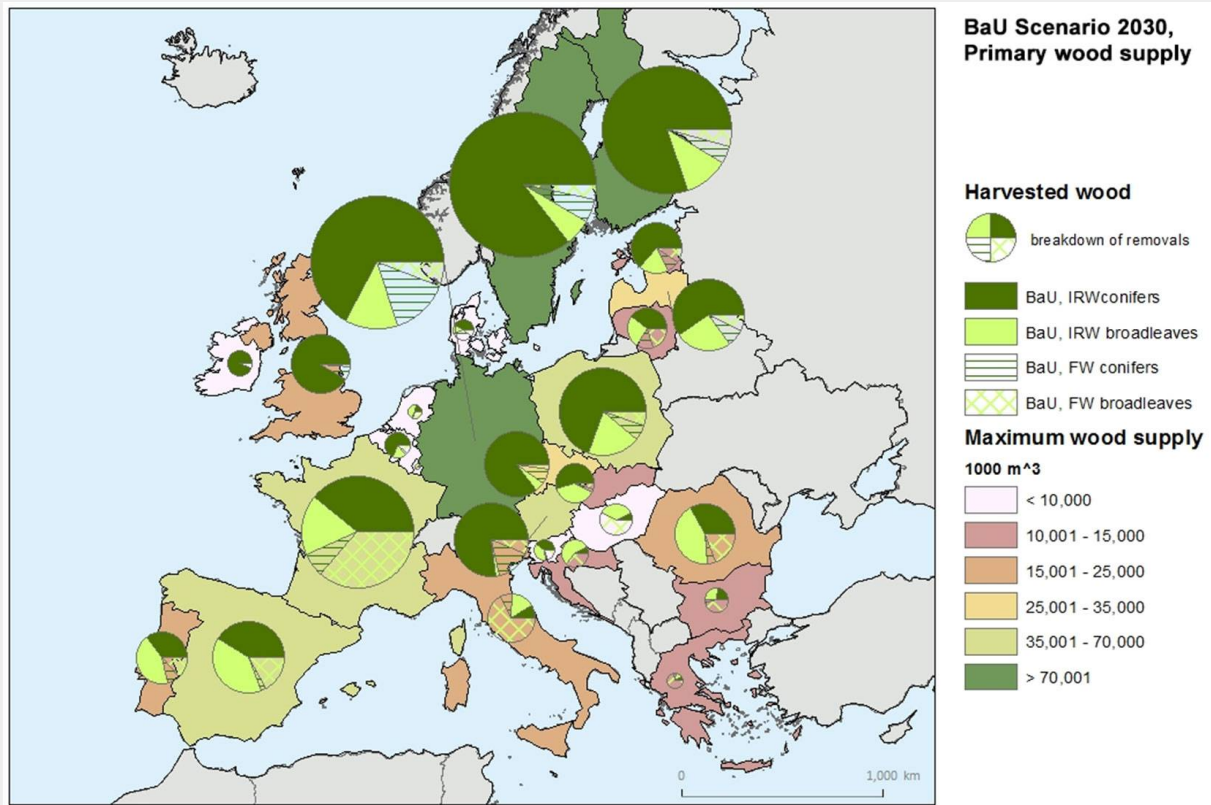 BaU Scenario 2030,
Primary wood supply
Harvested wood
breakdown of removals
BaU, IRWconifers
BaU, IRW broadleaves
BaU, FW conifers
BaU, FW broadleaves
Maximum wood supply
1000 m^3
< 10,000
10,001 - 15,000
15,001 - 25,000
25,001 - 35,000
35,001 - 70,000
> 70,001
0 1,000 km